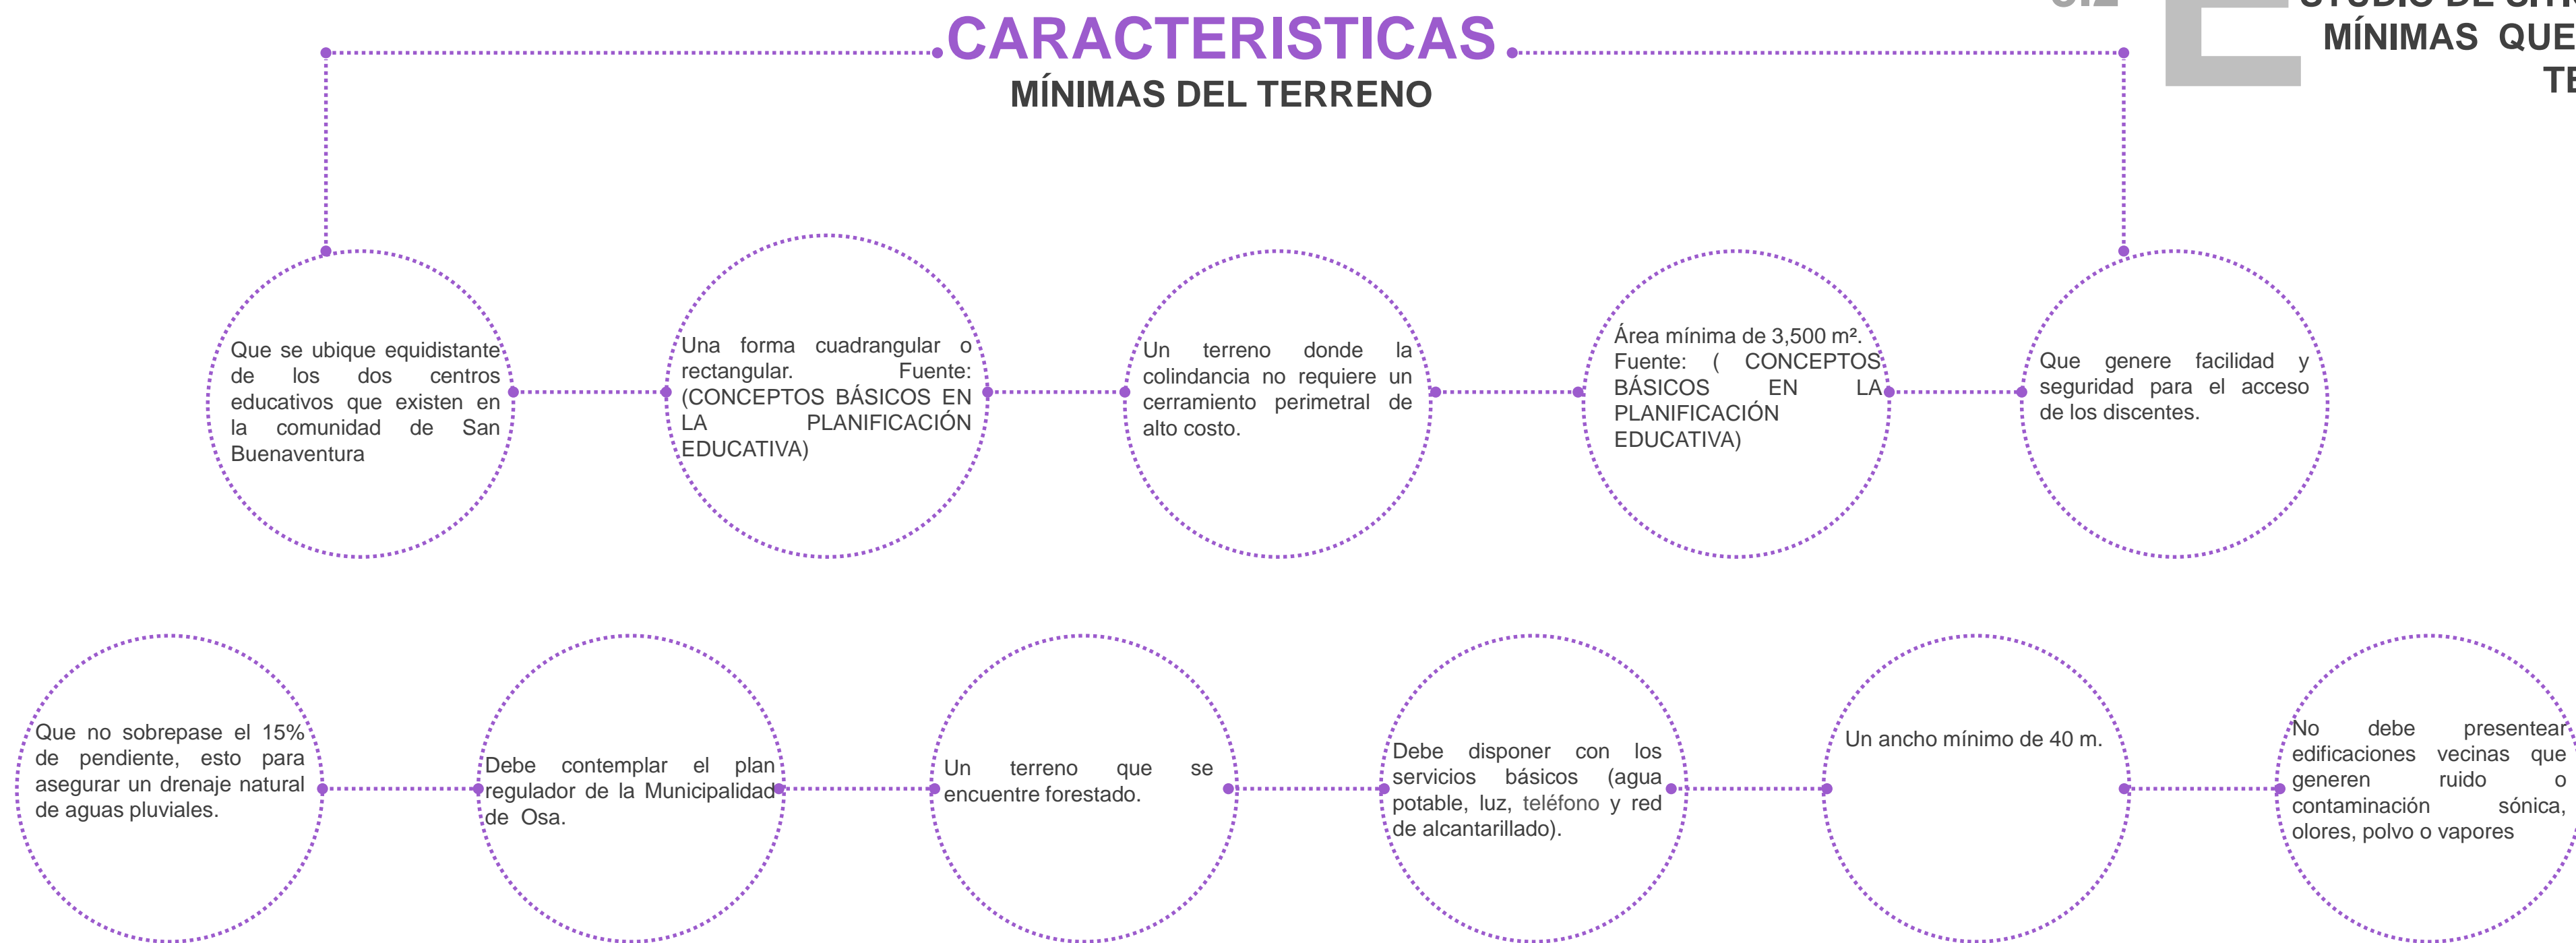 CARACTERISTICAS
MÍNIMAS DEL TERRENO
E
MÍNIMAS QUE
Que se ubique equidistante
de los dos centros
educativos que existen en
la comunidad de San
Buenaventura
Una forma cuadrangular o
rectangular. Fuente:
(CONCEPTOS BÁSICOS EN
LA PLANIFICACIÓN
EDUCATIVA)
Un terreno donde la
colindancia no requiere un
cerramiento perimetral de
alto costo.
Área mínima de 3,500 m².
Fuente: ( CONCEPTOS
BÁSICOS EN LA
PLANIFICACIÓN
EDUCATIVA)
Que genere facilidad y
seguridad para el acceso
de los discentes.
Que no sobrepase el 15%
de pendiente, esto para
asegurar un drenaje natural
de aguas pluviales.
Debe contemplar el plan
regulador de la Municipalidad
de Osa.
Un terreno que se
encuentre forestado.
Debe disponer con los
servicios básicos (agua
potable, luz, teléfono y red
de alcantarillado).
Un ancho mínimo de 40 m.
No debe presentear
edificaciones vecinas que
generen ruido o
contaminación sónica,
olores, polvo o vapores